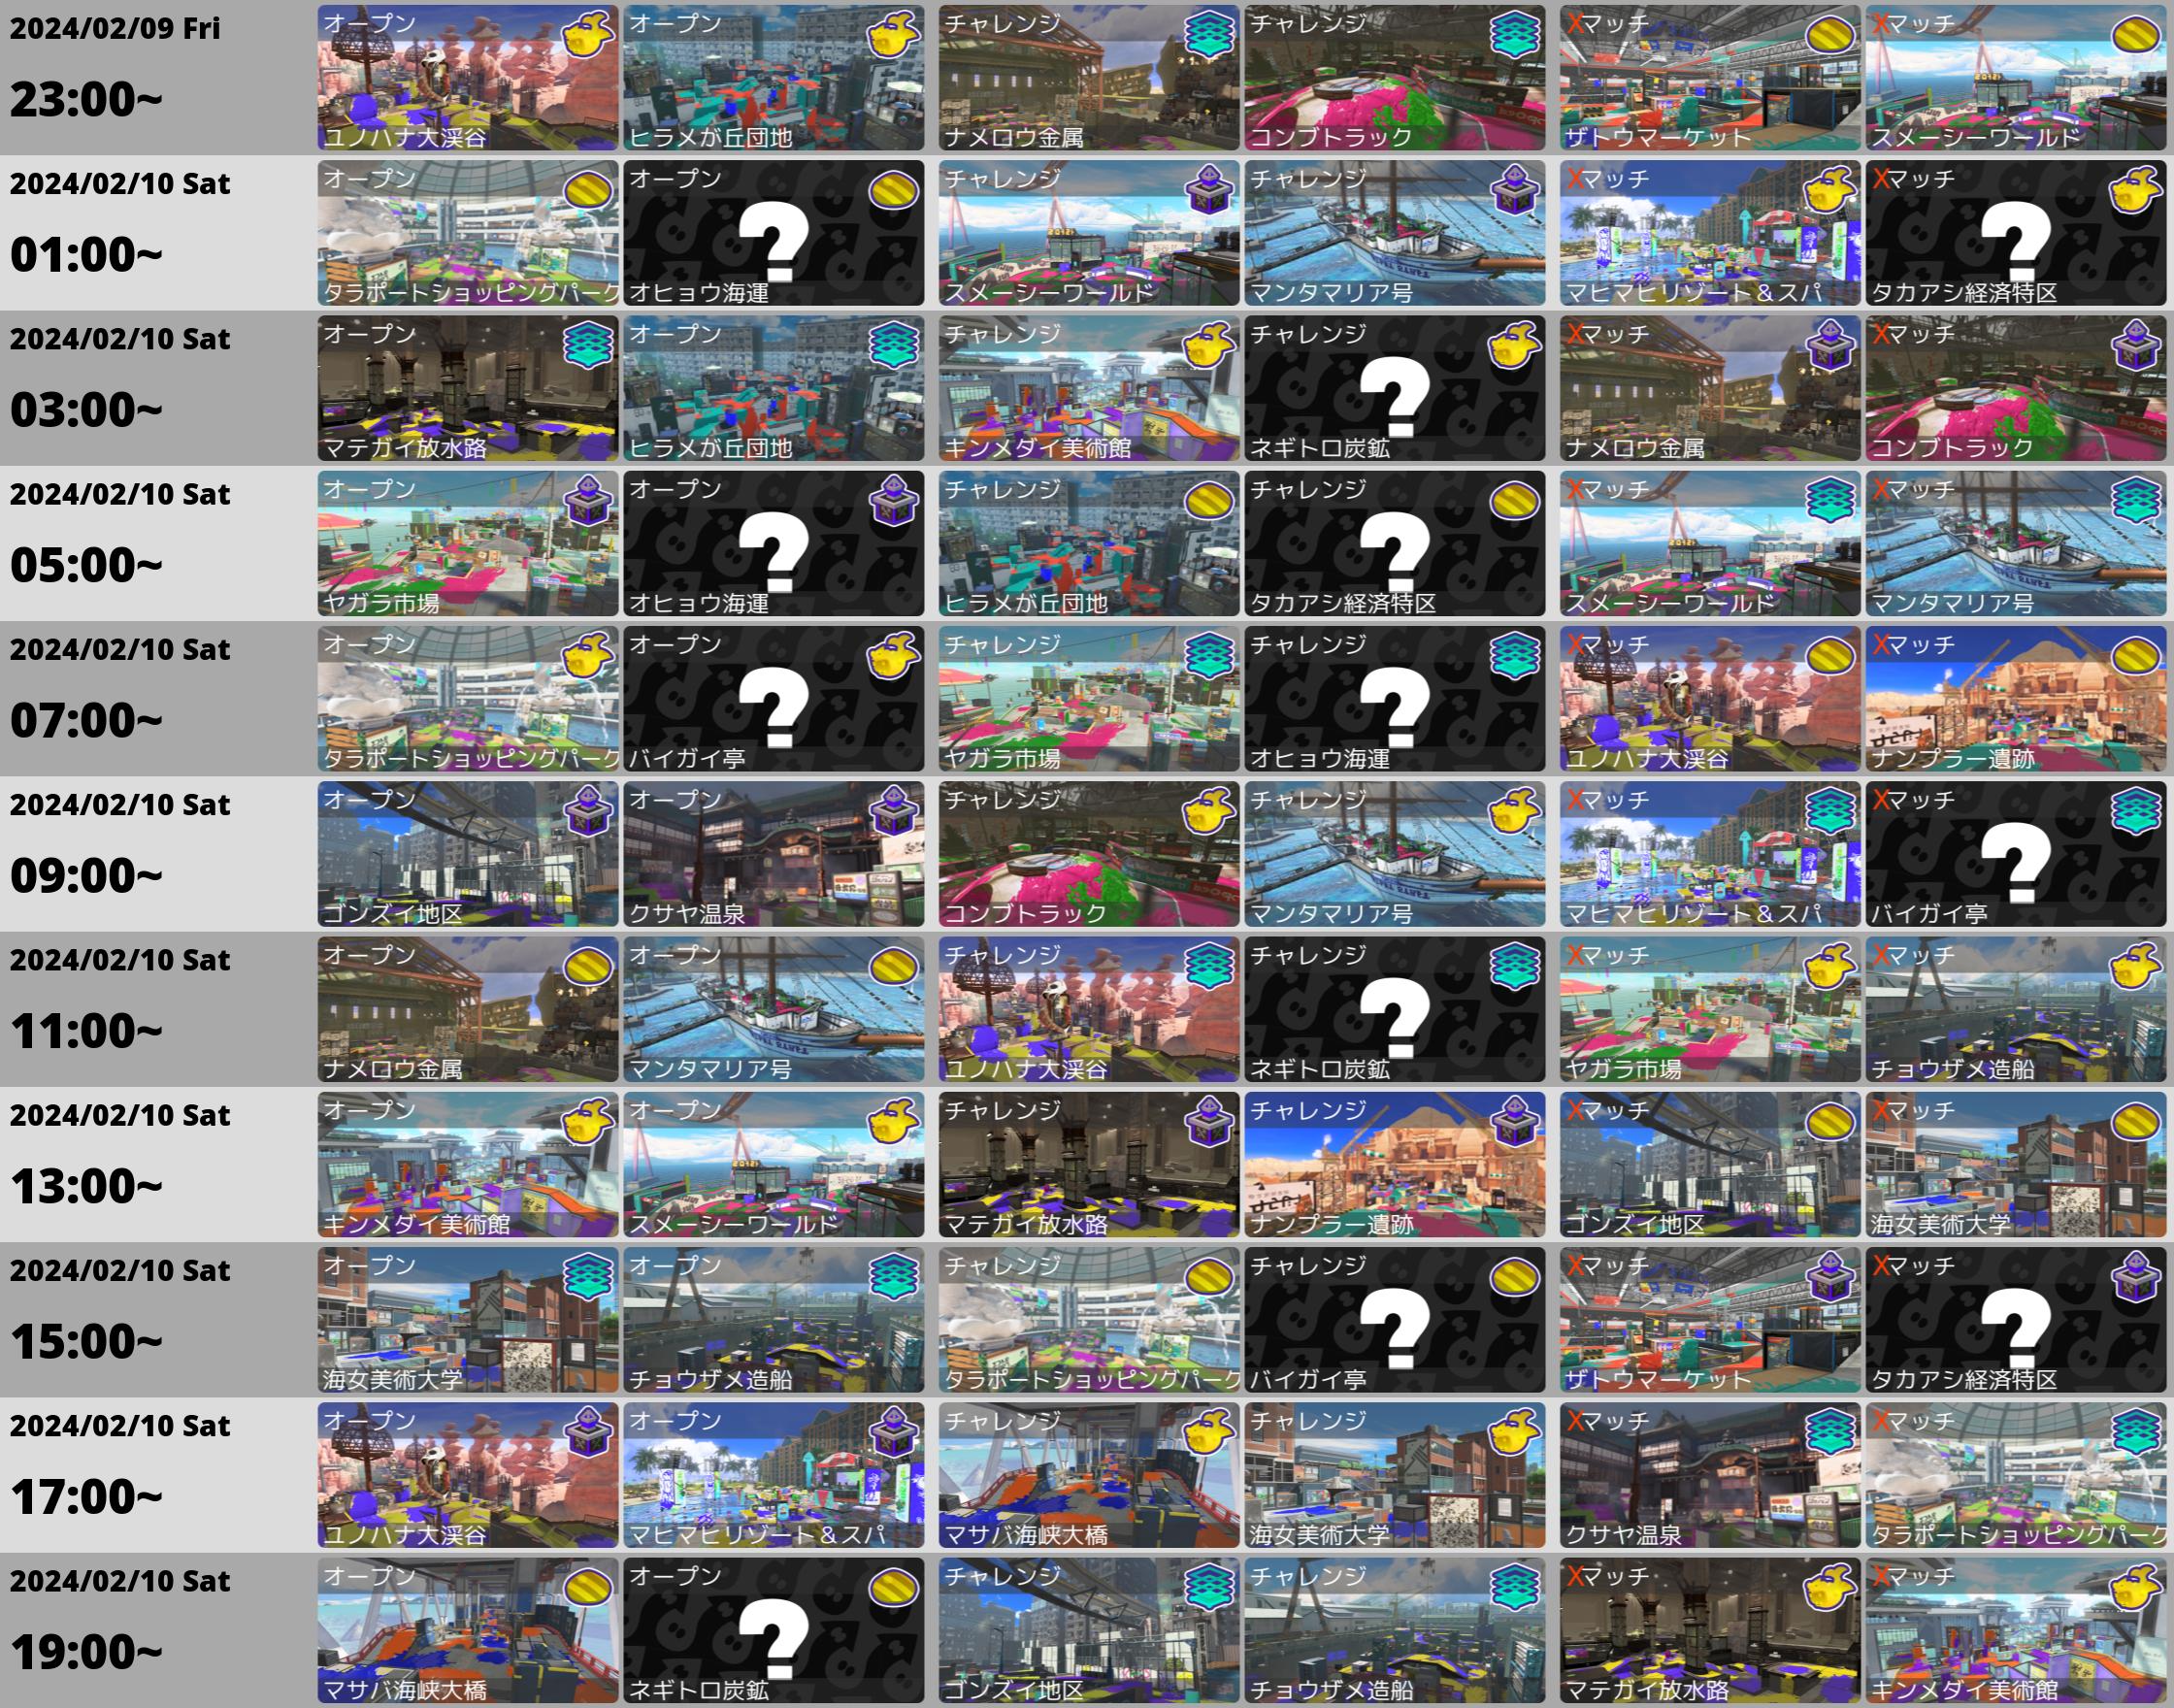 2024/02/09 Fri
23:00~
オープン
ユノハナ大渓谷
オープン
ヒラメが丘団地
チャレンジ
ナメロウ金属
チャレンジ
コンブトラック
Xマッチ
ザトウマーケット
Xマッチ
スメーシーワールド
2024/02/10 Sat
01:00~
オープン
タラポートショッピングパーク
オープン
オヒョウ海運
チャレンジ
スメーシーワールド
チャレンジ
マンタマリア号
Xマッチ
マヒマヒリゾート&スパ
Xマッチ
タカアシ経済特区
2024/02/10 Sat
03:00~
オープン
マテガイ放水路
オープン
ヒラメが丘団地
チャレンジ
キンメダイ美術館
チャレンジ
ネギトロ炭鉱
Xマッチ
ナメロウ金属
Xマッチ
コンブトラック
2024/02/10 Sat
05:00~
オープン
ヤガラ市場
オープン
オヒョウ海運
チャレンジ
ヒラメが丘団地
チャレンジ
タカアシ経済特区
Xマッチ
スメーシーワールド
Xマッチ
マンタマリア号
2024/02/10 Sat
07:00~
オープン
タラポートショッピングパーク
オープン
バイガイ亭
チャレンジ
ヤガラ市場
チャレンジ
オヒョウ海運
Xマッチ
ユノハナ大渓谷
Xマッチ
ナンプラー遺跡
2024/02/10 Sat
09:00~
オープン
ゴンズイ地区
オープン
クサヤ温泉
チャレンジ
コンブトラック
チャレンジ
マンタマリア号
Xマッチ
マヒマヒリゾート&スパ
Xマッチ
バイガイ亭
2024/02/10 Sat
11:00~
オープン
ナメロウ金属
オープン
マンタマリア号
チャレンジ
ユノハナ大渓谷
チャレンジ
ネギトロ炭鉱
Xマッチ
ヤガラ市場
Xマッチ
チョウザメ造船
2024/02/10 Sat
13:00~
オープン
キンメダイ美術館
オープン
スメーシーワールド
チャレンジ
マテガイ放水路
チャレンジ
ナンプラー遺跡
Xマッチ
ゴンズイ地区
Xマッチ
海女美術大学
2024/02/10 Sat
15:00~
オープン
海女美術大学
オープン
チョウザメ造船
チャレンジ
タラポートショッピングパーク
チャレンジ
バイガイ亭
Xマッチ
ザトウマーケット
Xマッチ
タカアシ経済特区
2024/02/10 Sat
17:00~
オープン
ユノハナ大渓谷
オープン
マヒマヒリゾート&スパ
チャレンジ
マサバ海峡大橋
チャレンジ
海女美術大学
Xマッチ
クサヤ温泉
Xマッチ
タラポートショッピングパーク
2024/02/10 Sat
19:00~
オープン
マサバ海峡大橋
オープン
ネギトロ炭鉱
チャレンジ
ゴンズイ地区
チャレンジ
チョウザメ造船
Xマッチ
マテガイ放水路
Xマッチ
キンメダイ美術館